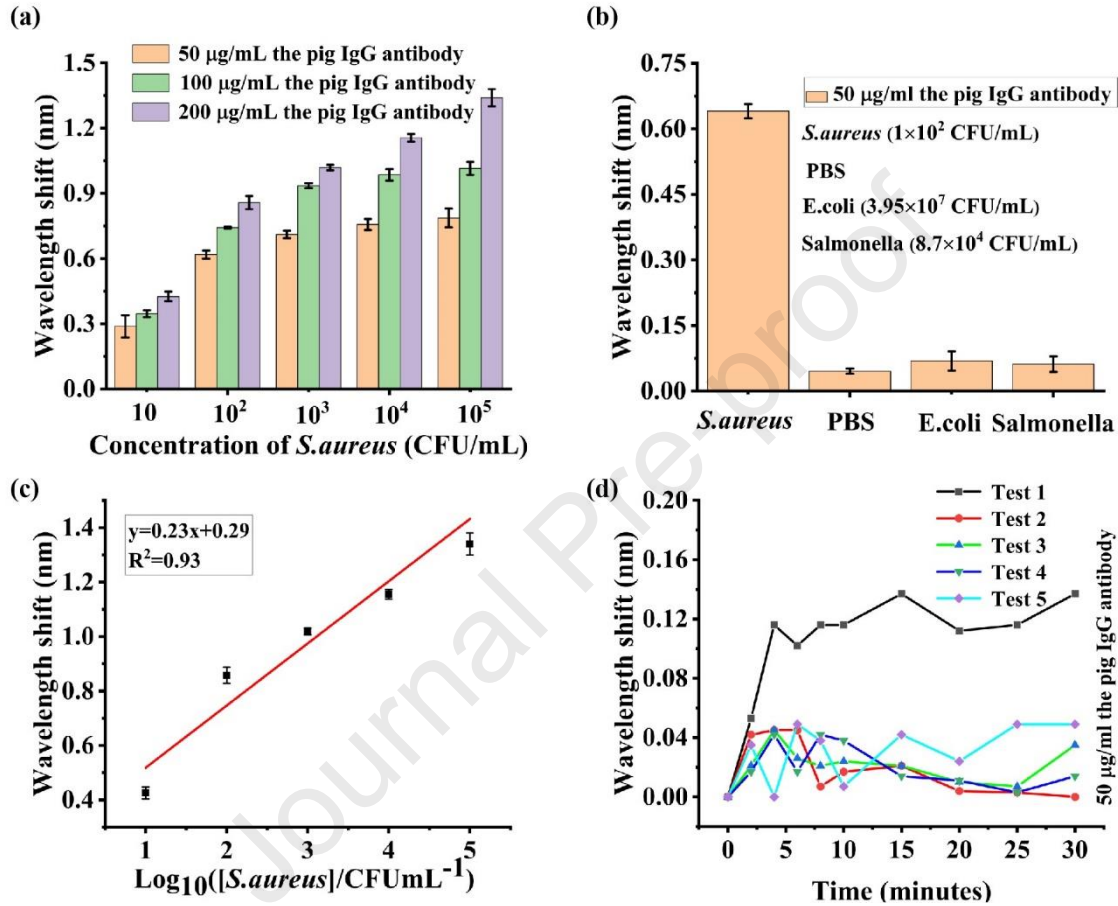 (a)
50 μg/mL the pig IgG antibody
100 μg/mL the pig IgG antibody
200 μg/mL the pig IgG antibody
Wavelength shift (nm)
1.5
1.2
0.9
0.6
0.3
0.0
10 10² 10³ 10⁴ 10⁵
Concentration of S.aureus (CFU/mL)
(b)
50 μg/ml the pig IgG antibody
S.aureus (1×10² CFU/mL)
PBS
E.coli (3.95×10⁷ CFU/mL)
Salmonella (8.7×10⁴ CFU/mL)
Wavelength shift (nm)
0.75
0.60
0.45
0.30
0.15
0.00
S.aureus PBS E.coli Salmonella
(c)
y=0.23x+0.29
R²=0.93
Wavelength shift (nm)
1.4
1.2
1.0
0.8
0.6
0.4
1 2 3 4 5
Log₁₀([S.aureus]/CFUmL⁻¹)
(d)
Test 1
Test 2
Test 3
Test 4
Test 5
Wavelength shift (nm)
0.20
0.16
0.12
0.08
0.04
0.00
0 5 10 15 20 25 30
Time (minutes)
50 μg/ml the pig IgG antibody
Journal Pre-proof